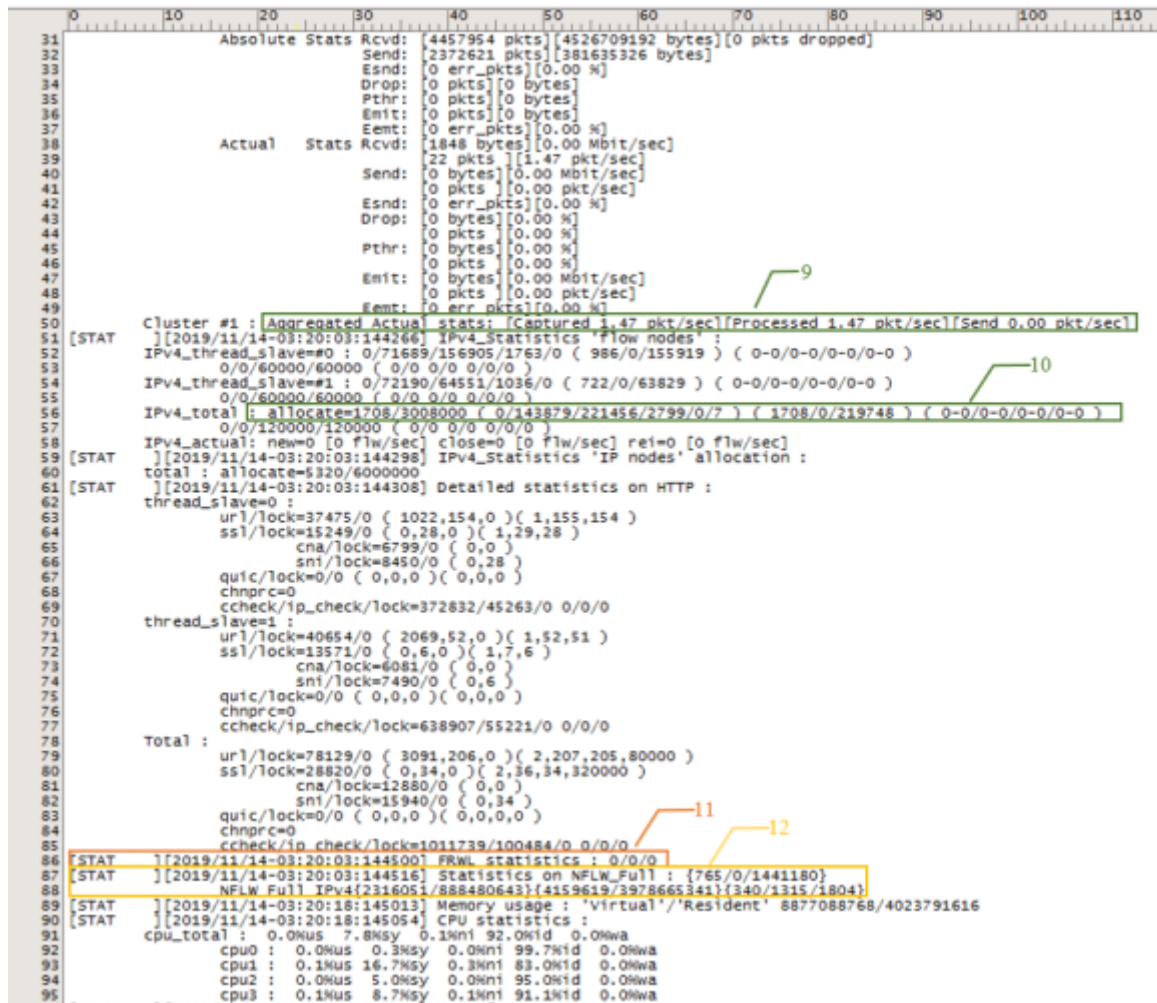 0 10 20 30 40 50 60 70 80 90 100 110
31 Absolute Stats Rcvd: [4457954 pkts][4526709192 bytes][0 pkts dropped]
32 Send: [2372621 pkts][381635326 bytes]
33 Esnd: [0 err_pkts][0.00 %]
34 Drop: [0 pkts][0 bytes]
35 Pthr: [0 pkts][0 bytes]
36 Emit: [0 pkts][0 bytes]
37 Eemt: [0 err_pkts][0.00 %]
38 Actual Stats Rcvd: [1848 bytes][0.00 Mbit/sec]
39 [22 pkts ][1.47 pkt/sec]
40 Send: [0 bytes][0.00 Mbit/sec]
41 [0 pkts ][0.00 pkt/sec]
42 Esnd: [0 err_pkts][0.00 %]
43 Drop: [0 bytes][0.00 %]
44 [0 pkts ][0.00 %]
45 Pthr: [0 bytes][0.00 %]
46 [0 pkts ][0.00 %]
47 Emit: [0 bytes][0.00 Mbit/sec]
48 [0 pkts ][0.00 pkt/sec]
49 Eemt: [0 err_pkts][0.00 %]
9
50 Cluster #1 : Aggregated Actual stats: [Captured 1.47 pkt/sec][Processed 1.47 pkt/sec][Send 0.00 pkt/sec]
51 [STAT ][2019/11/14-03:20:03:144266] IPv4_Statistics 'flow nodes' :
52 IPv4_thread_slave=#0 : 0/71689/156905/1763/0 ( 986/0/155919 ) ( 0-0/0-0/0-0/0-0 )
53 0/0/60000/60000 ( 0/0 0/0 0/0/0 )
54 IPv4_thread_slave=#1 : 0/72190/64551/1036/0 ( 722/0/63829 ) ( 0-0/0-0/0-0/0-0 )
55 0/0/60000/60000 ( 0/0 0/0 0/0/0 )
10
56 IPv4_total : allocate=1708/3008000 ( 0/143879/221456/2799/0/7 ) ( 1708/0/219748 ) ( 0-0/0-0/0-0/0-0 )
57 0/0/120000/120000 ( 0/0 0/0 0/0/0 )
58 IPv4_actual: new=0 [0 flw/sec] close=0 [0 flw/sec] rei=0 [0 flw/sec]
59 [STAT ][2019/11/14-03:20:03:144298] IPv4_Statistics 'IP nodes' allocation :
60 total : allocate=5320/6000000
61 [STAT ][2019/11/14-03:20:03:144308] Detailed statistics on HTTP :
62 thread_slave=0 :
63 url/lock=37475/0 ( 1022,154,0 )( 1,155,154 )
64 ssl/lock=15249/0 ( 0,28,0 )( 1,29,28 )
65 cna/lock=6799/0 ( 0,0 )
66 sni/lock=8450/0 ( 0,28 )
67 quic/lock=0/0 ( 0,0,0 )( 0,0,0 )
68 chnprc=0
69 ccheck/ip_check/lock=372832/45263/0 0/0/0
70 thread_slave=1 :
71 url/lock=40654/0 ( 2069,52,0 )( 1,52,51 )
72 ssl/lock=13571/0 ( 0,6,0 )( 1,7,6 )
73 cna/lock=6081/0 ( 0,0 )
74 sni/lock=7490/0 ( 0,6 )
75 quic/lock=0/0 ( 0,0,0 )( 0,0,0 )
76 chnprc=0
77 ccheck/ip_check/lock=638907/55221/0 0/0/0
78 Total :
79 url/lock=78129/0 ( 3091,206,0 )( 2,207,205,80000 )
80 ssl/lock=28820/0 ( 0,34,0 )( 2,36,34,320000 )
81 cna/lock=12880/0 ( 0,0 )
82 sni/lock=15940/0 ( 0,34 )
83 quic/lock=0/0 ( 0,0,0 )( 0,0,0,0 )
84 chnprc=0
85 ccheck/ip_check/lock=1011739/100484/0 0/0/0
11
12
86 [STAT ][2019/11/14-03:20:03:144500] FRWL statistics : 0/0/0
87 [STAT ][2019/11/14-03:20:03:144516] Statistics on NFLW_Full : {765/0/1441180}
88 NFLW_Full IPv4{2316051/888480643}{4159619/3978665341}{340/1315/1804}
89 [STAT ][2019/11/14-03:20:18:145013] Memory usage : 'Virtual'/'Resident' 8877088768/4023791616
90 [STAT ][2019/11/14-03:20:18:145054] CPU statistics :
91 cpu_total : 0.0%us 7.8%sy 0.1%ni 92.0%id 0.0%wa
92 cpu0 : 0.0%us 0.3%sy 0.0%ni 99.7%id 0.0%wa
93 cpu1 : 0.1%us 16.7%sy 0.3%ni 83.0%id 0.0%wa
94 cpu2 : 0.0%us 5.0%sy 0.0%ni 95.0%id 0.0%wa
95 cpu3 : 0.1%us 8.7%sy 0.1%ni 91.1%id 0.0%wa